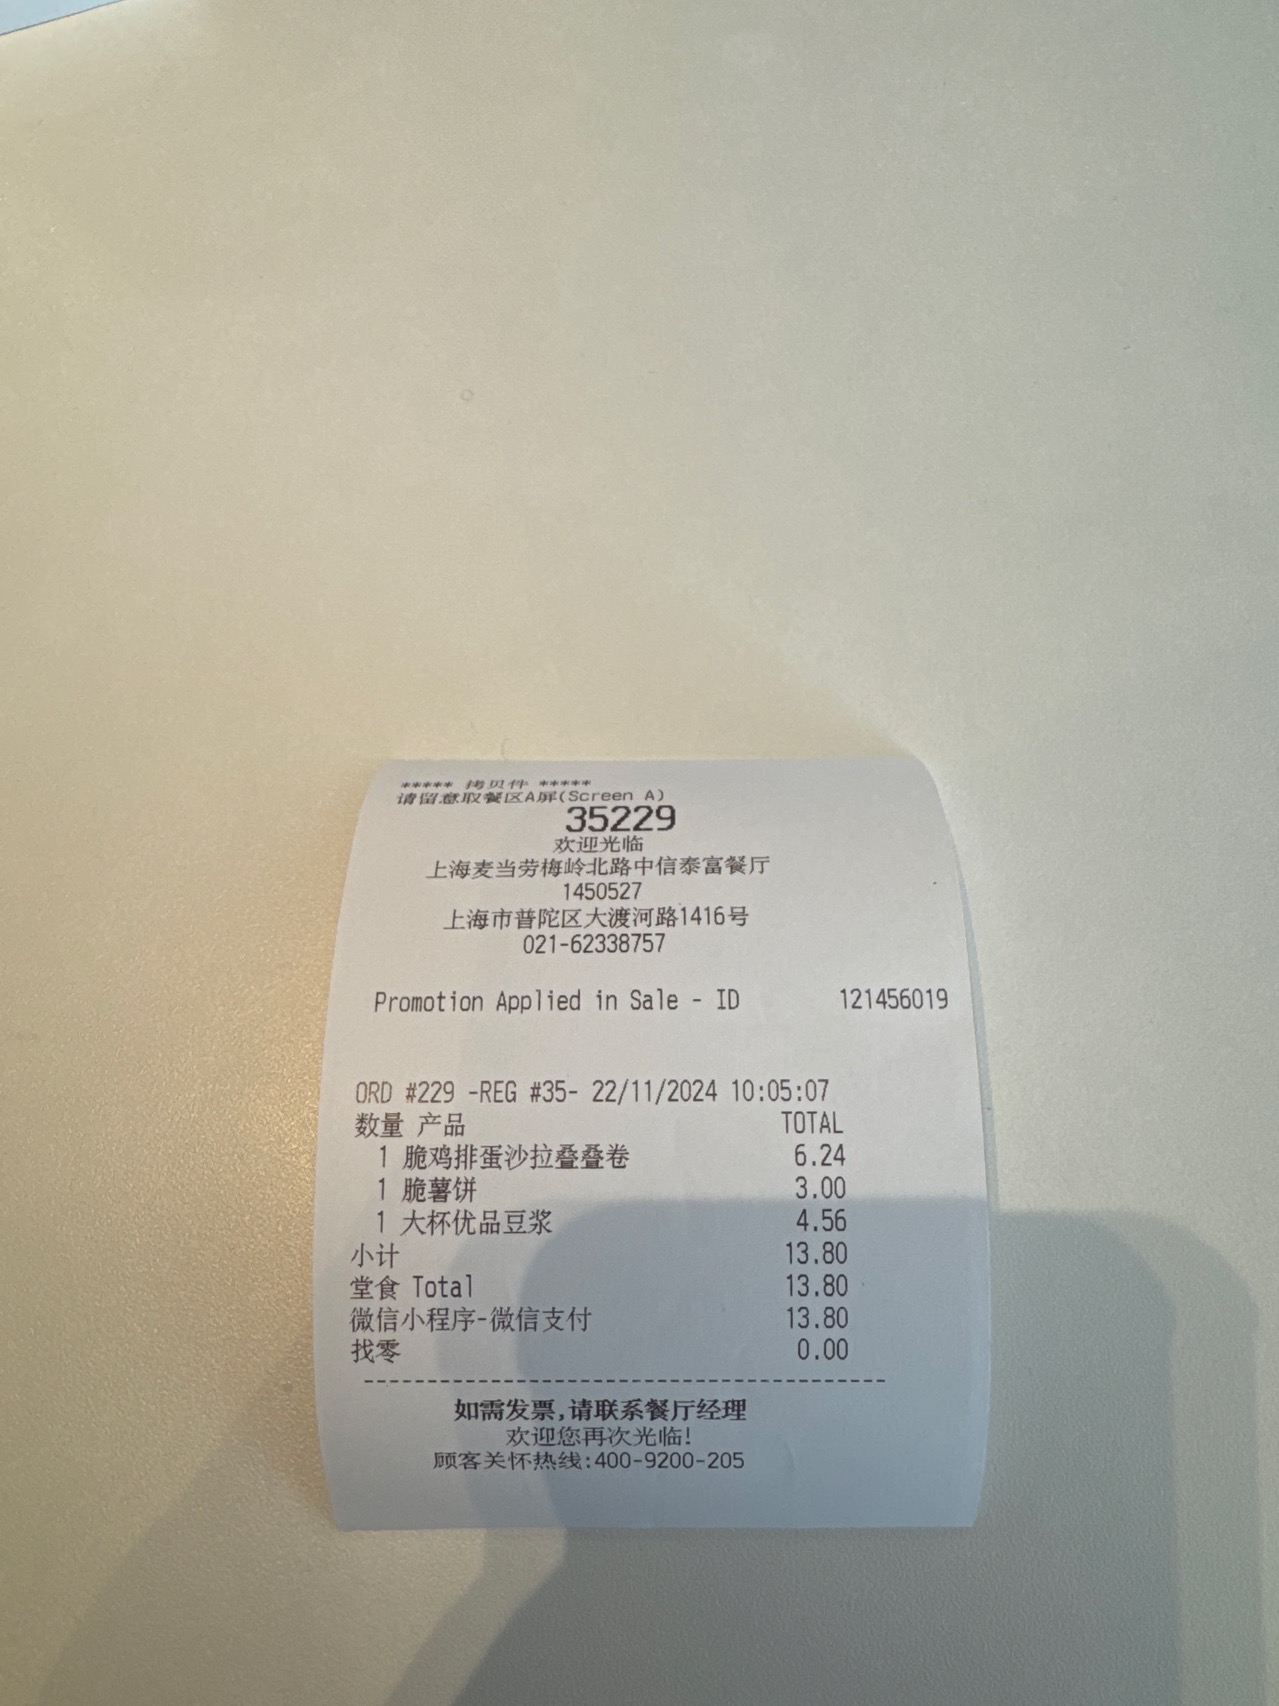 ***** 拷贝件 *****
请留意取餐区A屏(Screen A)
35229
欢迎光临
上海麦当劳梅岭北路中信泰富餐厅
1450527
上海市普陀区大渡河路1416号
021-62338757
Promotion Applied in Sale - ID 121456019
ORD #229 -REG #35- 22/11/2024 10:05:07
数量 产品 TOTAL
1 脆鸡排蛋沙拉叠叠卷 6.24
1 脆薯饼 3.00
1 大杯优品豆浆 4.56
小计 13.80
堂食 Total 13.80
微信小程序-微信支付 13.80
找零 0.00
-----------------------------------------
如需发票,请联系餐厅经理
欢迎您再次光临!
顾客关怀热线:400-9200-205